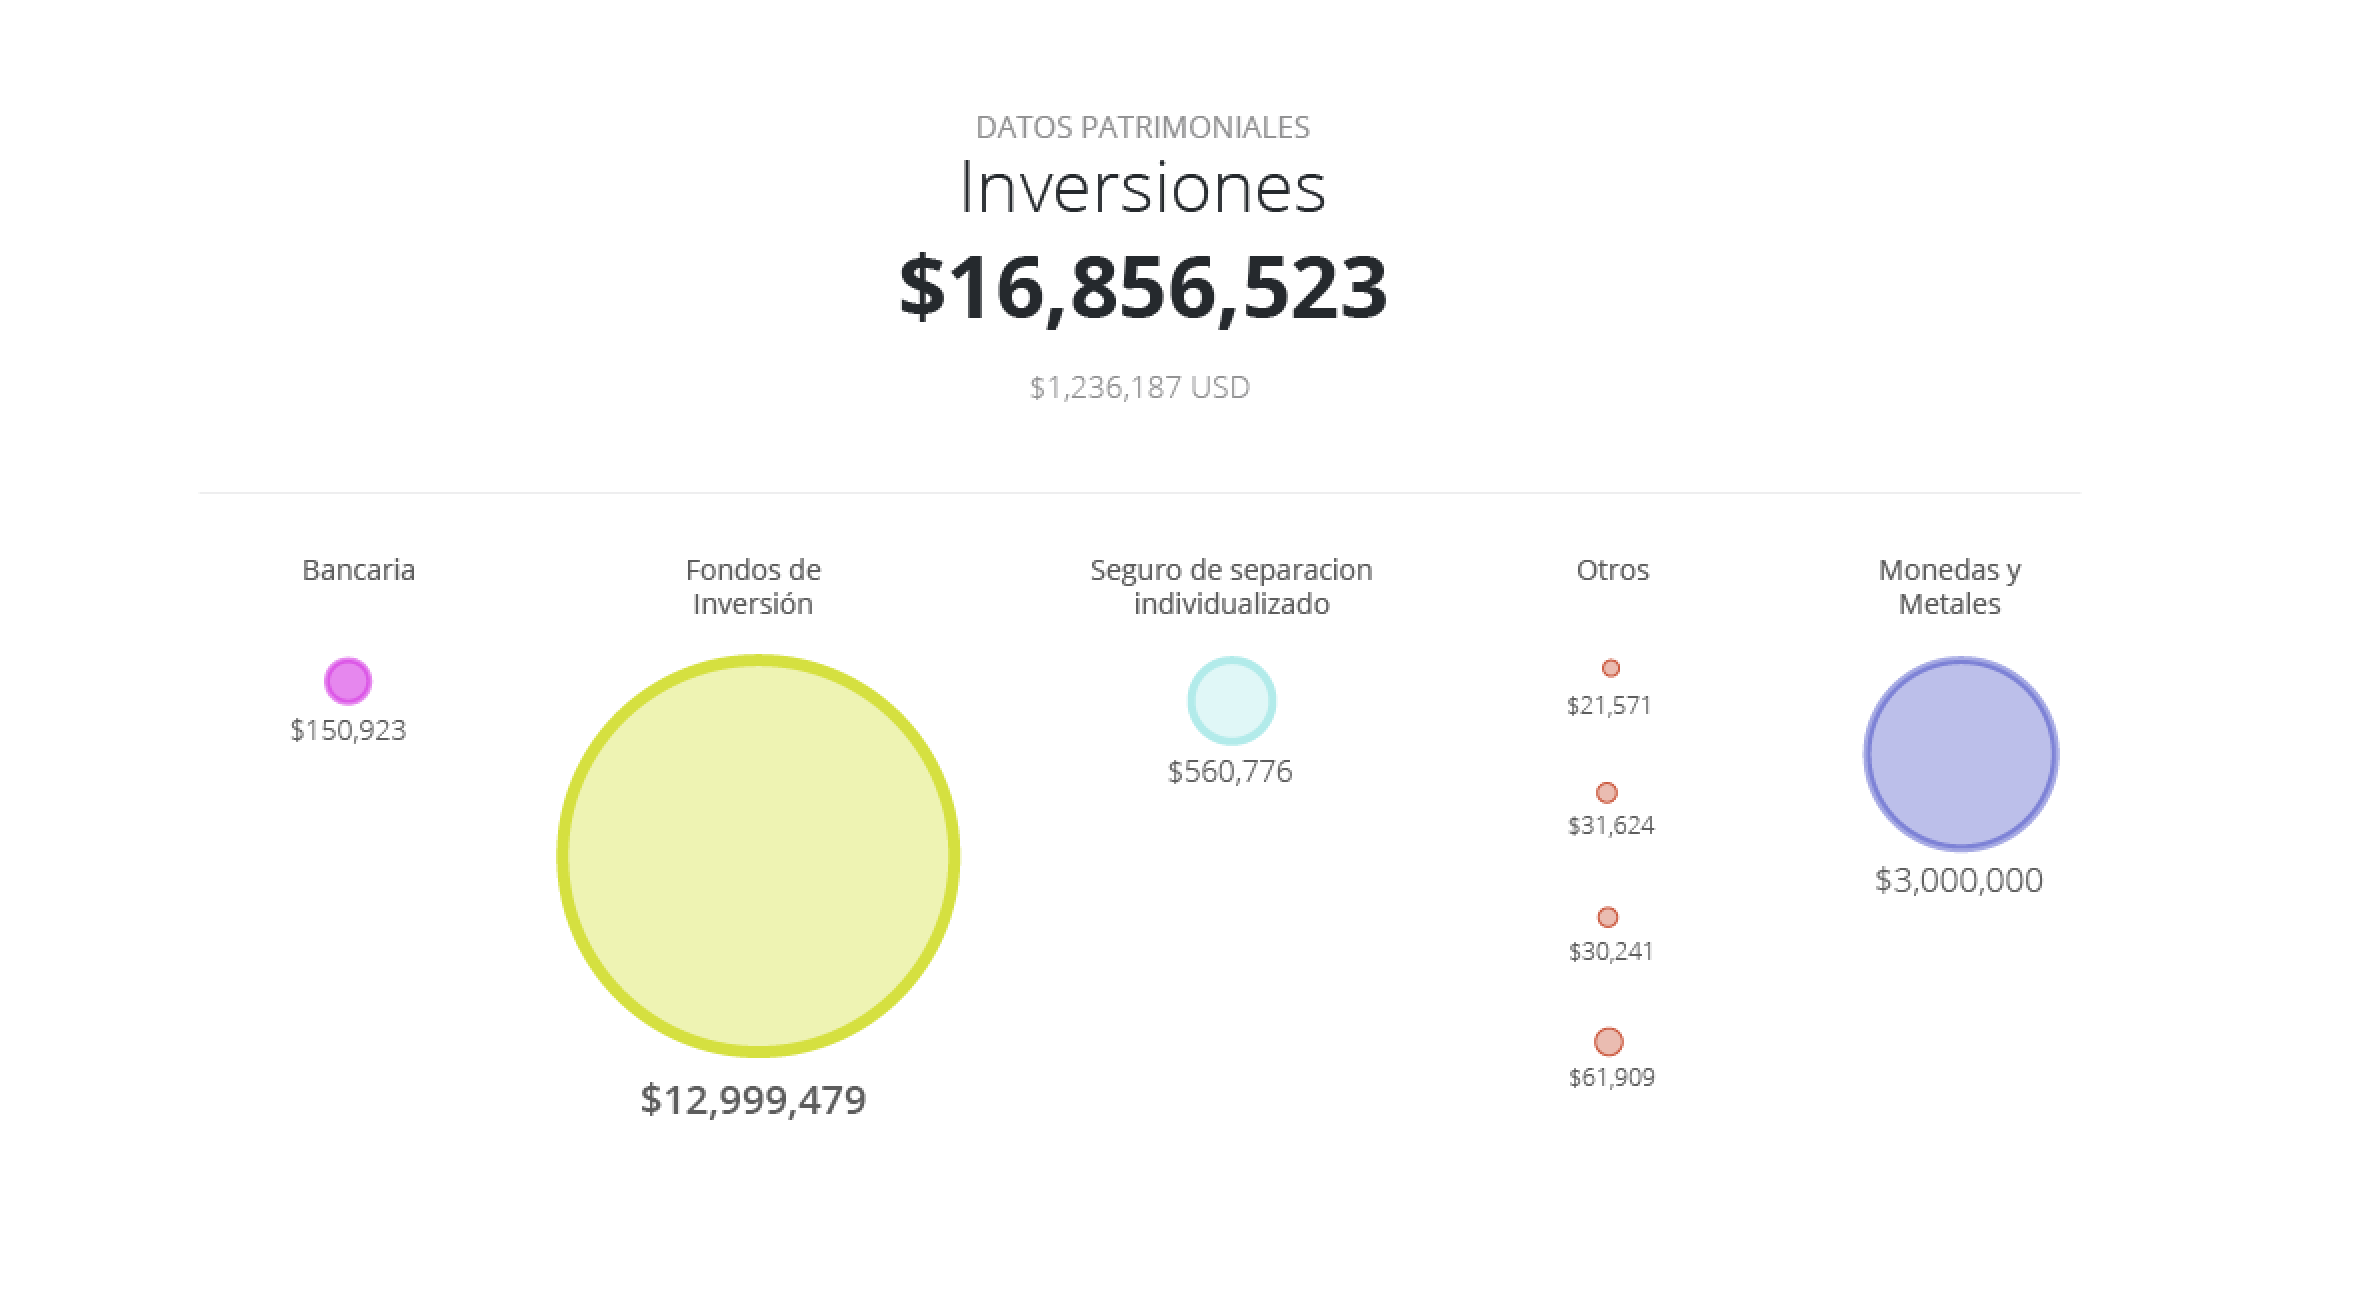 DATOS PATRIMONIALES
Inversiones
$16,856,523
$1,236,187 USD
Bancaria
$150,923
Fondos de
Inversión
$12,999,479
Seguro de separacion
individualizado
$560,776
Otros
$21,571
$31,624
$30,241
$61,909
Monedas y
Metales
$3,000,000